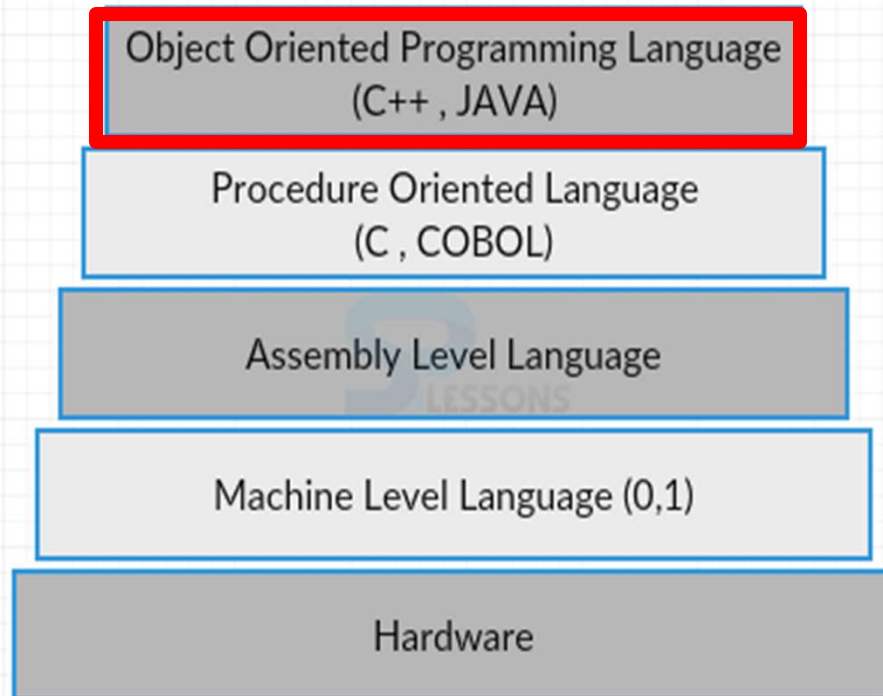 Object Oriented Programming Language
(C++ , JAVA)
Procedure Oriented Language
(C , COBOL)
Assembly Level Language
LESSONS
Machine Level Language (0,1)
Hardware